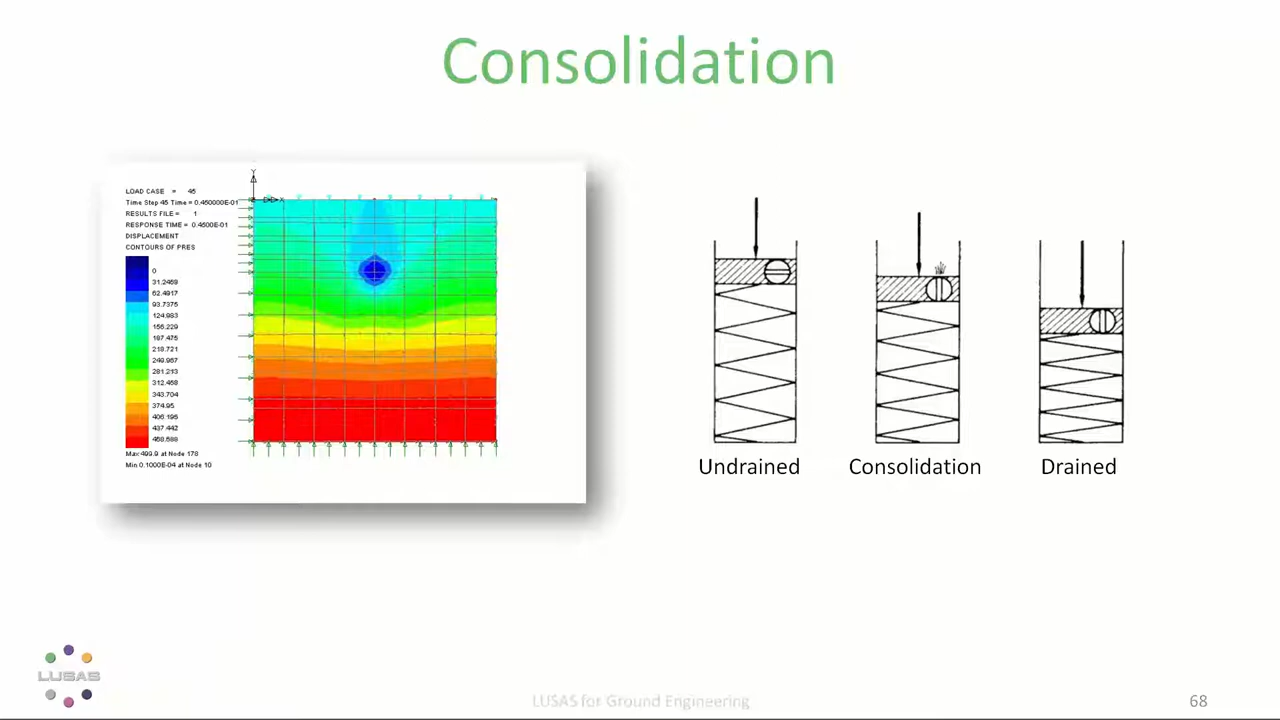 Consolidation
LOAD CASE = 45
Time Step 45 Time = 0.450000E-01
RESULTS FILE = 1
RESPONSE TIME = 0.4500E-01
DISPLACEMENT
CONTOURS OF PRES
0
31.2469
62.4917
93.7375
124.983
156.229
187.475
218.721
249.967
281.213
312.458
343.704
374.95
406.196
437.442
468.688
Max 499.9 at Node 178
Min 0.1000E-04 at Node 10
Y
X
Undrained
Consolidation
Drained
LUSAS
LUSAS for Ground Engineering
68